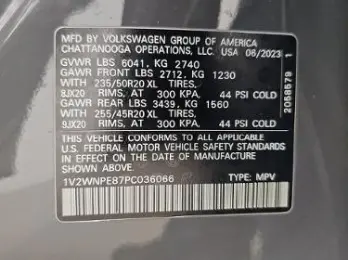 MFD BY VOLKSWAGEN GROUP OF AMERICA
CHATTANOOGA OPERATIONS, LLC. USA 06/2023
GVWR LBS 6041, KG 2740
GAWR FRONT LBS 2712, KG 1230
WITH 235/50R20 XL TIRES,
8JX20 RIMS, AT 300 KPA, 44 PSI COLD
GAWR REAR LBS 3439, KG 1560
WITH 255/45R20 XL TIRES,
9JX20 RIMS, AT 300 KPA, 44 PSI COLD
THIS VEHICLE CONFORMS TO ALL APPLICABLE
U.S. FEDERAL MOTOR VEHICLE SAFETY STANDARDS
IN EFFECT ON THE DATE OF MANUFACTURE
SHOWN ABOVE.
1V2WNPE87PC036066 TYPE: MPV
2058579 1